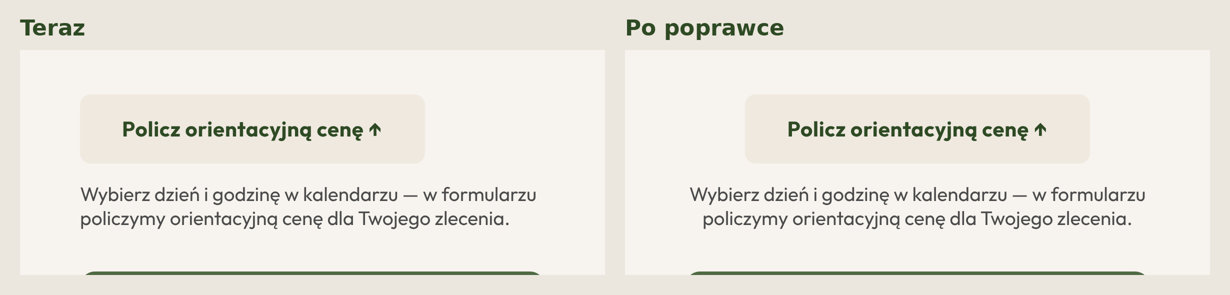 Teraz
Policz orientacyjną cenę ↑
Wybierz dzień i godzinę w kalendarzu — w formularzu
policzymy orientacyjną cenę dla Twojego zlecenia.
Po poprawce
Policz orientacyjną cenę ↑
Wybierz dzień i godzinę w kalendarzu — w formularzu
policzymy orientacyjną cenę dla Twojego zlecenia.